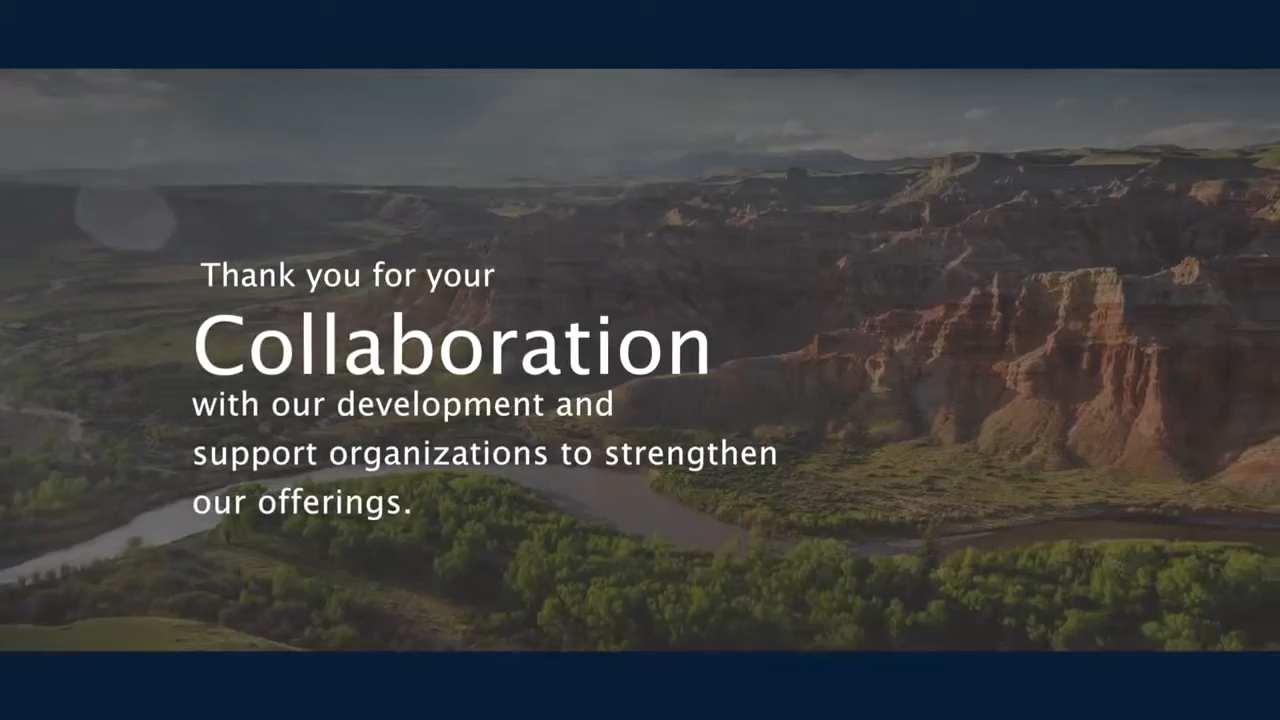 Thank you for your
Collaboration
with our development and
support organizations to strengthen
our offerings.